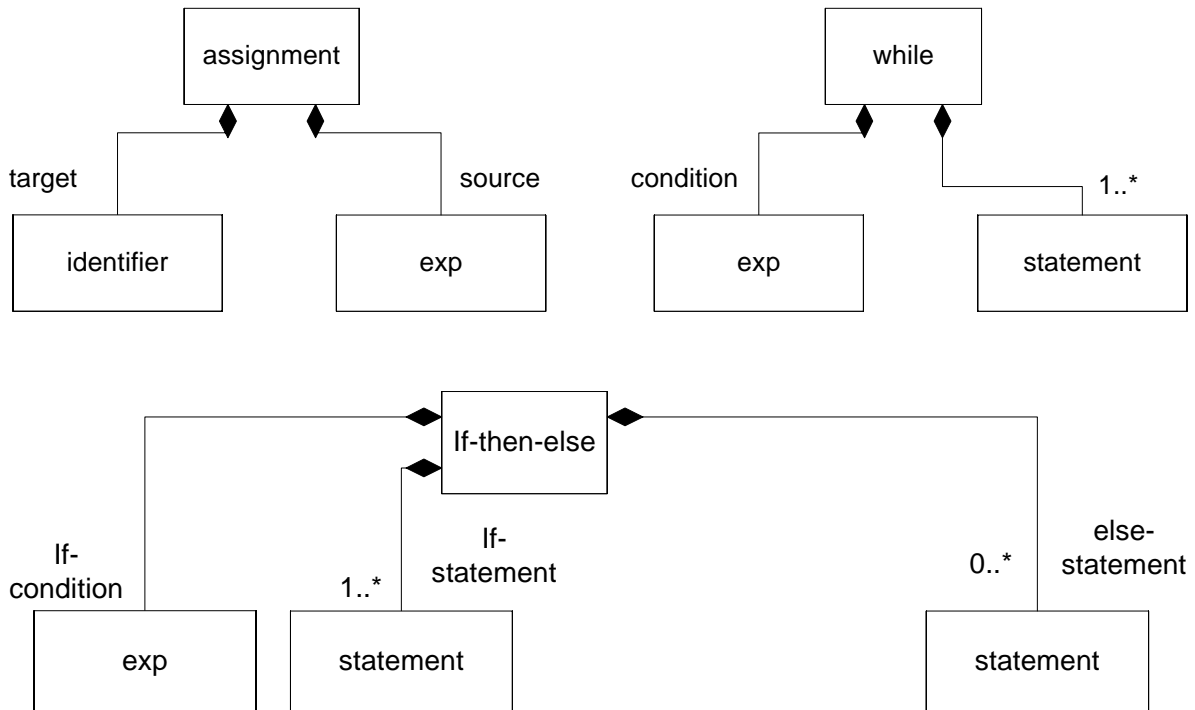 assignment
while
target
source
condition
1..*
identifier
exp
exp
statement
If-then-else
If-
condition
1..*
If-
statement
0..*
else-
statement
exp
statement
statement